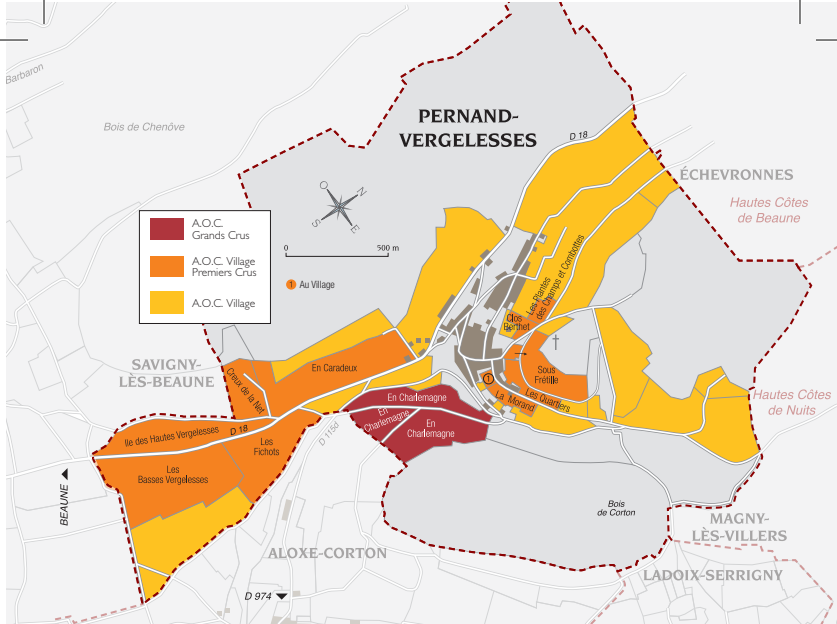 Barbaron
Bois de Chenôve
PERNAND-
VERGELESSES
D 18
ÉCHEVRONNES
Hautes Côtes
de Beaune
A.O.C.
Grands Crus
A.O.C. Village
Premiers Crus
A.O.C. Village
O
N
S
E
0
500 m
1 Au Village
Les Plantes
des Champs et Combottes
Clos
Berthet
Sous
Frétille
SAVIGNY-
LÈS-BEAUNE
En Caradeux
Creux de la Net
1
Les Quartiers
La Morand
En Charlemagne
En
Charlemagne
En
Charlemagne
Hautes Côtes
de Nuits
Ile des Hautes Vergelesses
D 18
Les
Fichots
D 115d
Les
Basses Vergelesses
BEAUNE
Bois
de Corton
MAGNY-
LÈS-VILLERS
ALOXE-CORTON
LADOIX-SERRIGNY
D 974